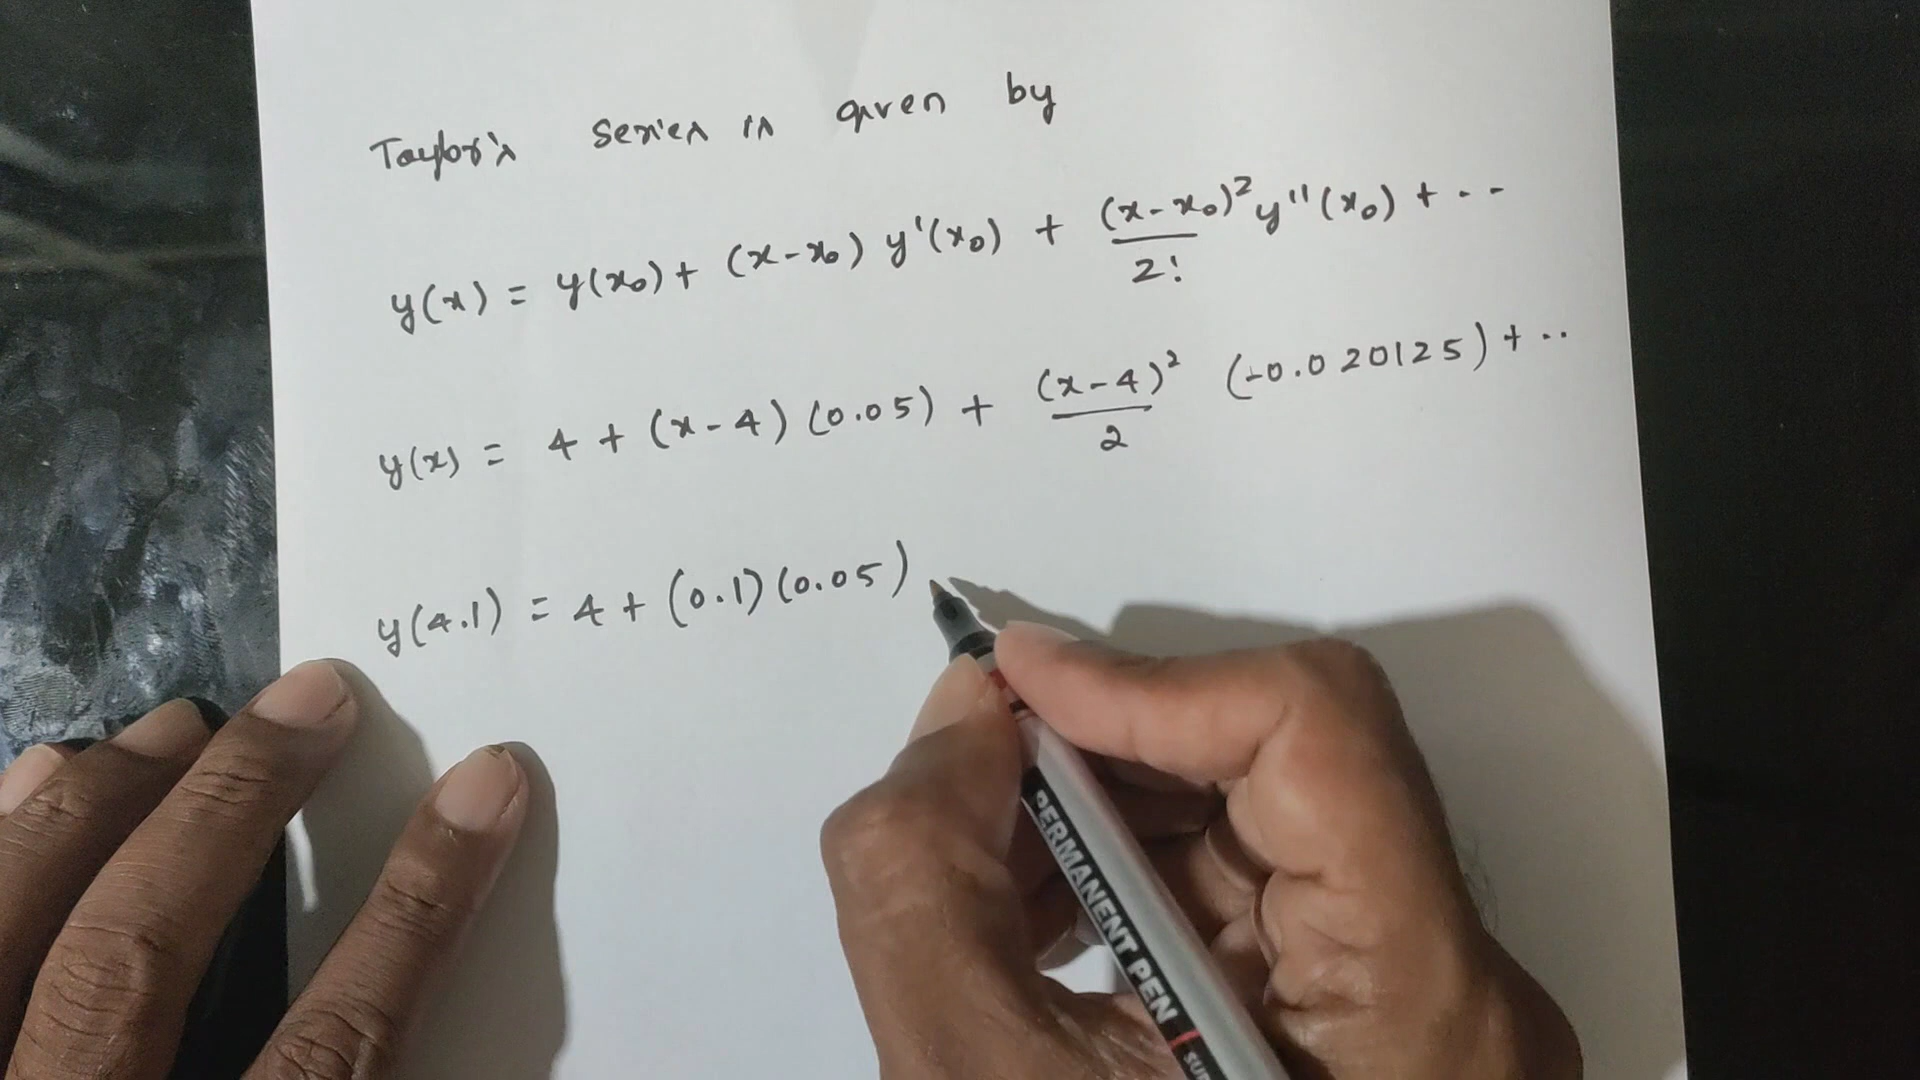 Taylor's series is given by
y(x) = y(x₀) + (x-x₀) y'(x₀) + (x-x₀)²/2! y''(x₀) + --
y(x) = 4 + (x-4) (0.05) + (x-4)²/2 (-0.020125) + ..
y(4.1) = 4 + (0.1) (0.05)
PERMANENT PEN